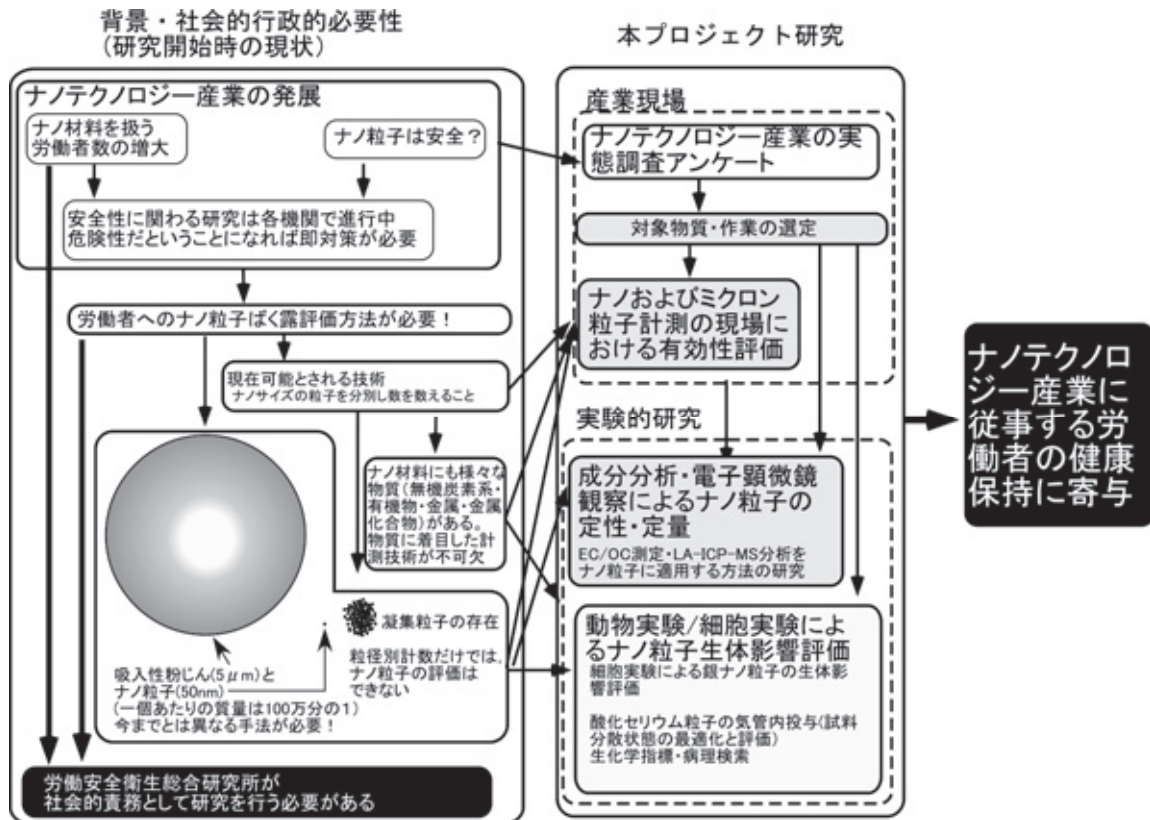 背景・社会的行政的必要性
(研究開始時の現状)
ナノテクノロジー産業の発展
ナノ材料を扱う
労働者数の増大
ナノ粒子は安全？
安全性に関わる研究は各機関で進行中
危険性だということになれば即対策が必要
労働者へのナノ粒子ばく露評価方法が必要！
現在可能とされる技術
ナノサイズの粒子を分別し数を数えること
ナノ材料にも様々な
物質(無機炭素系・
有機物・金属・金属
化合物)がある。
物質に着目した計
測技術が不可欠
凝集粒子の存在
粒径別計数だけでは、
ナノ粒子の評価は
できない
吸入性粉じん(5μm)と
ナノ粒子(50nm)
(一個あたりの質量は100万分の1)
今までとは異なる手法が必要！
労働安全衛生総合研究所が
社会的責務として研究を行う必要がある
本プロジェクト研究
産業現場
ナノテクノロジー産業の実
態調査アンケート
対象物質・作業の選定
ナノおよびミクロン
粒子計測の現場に
おける有効性評価
実験的研究
成分分析・電子顕微鏡
観察によるナノ粒子の
定性・定量
EC/OC測定・LA-ICP-MS分析を
ナノ粒子に適用する方法の研究
動物実験/細胞実験によ
るナノ粒子生体影響評価
細胞実験による銀ナノ粒子の生体影
響評価
酸化セリウム粒子の気管内投与(試料
分散状態の最適化と評価)
生化学指標・病理検索
ナノテクノロ
ジー産業に
従事する労
働者の健康
保持に寄与